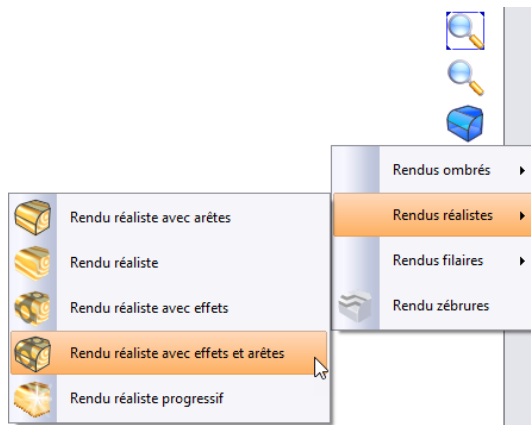 Rendus ombrés
Rendus réalistes
Rendus filaires
Rendu zébrures
Rendu réaliste avec arêtes
Rendu réaliste
Rendu réaliste avec effets
Rendu réaliste avec effets et arêtes
Rendu réaliste progressif